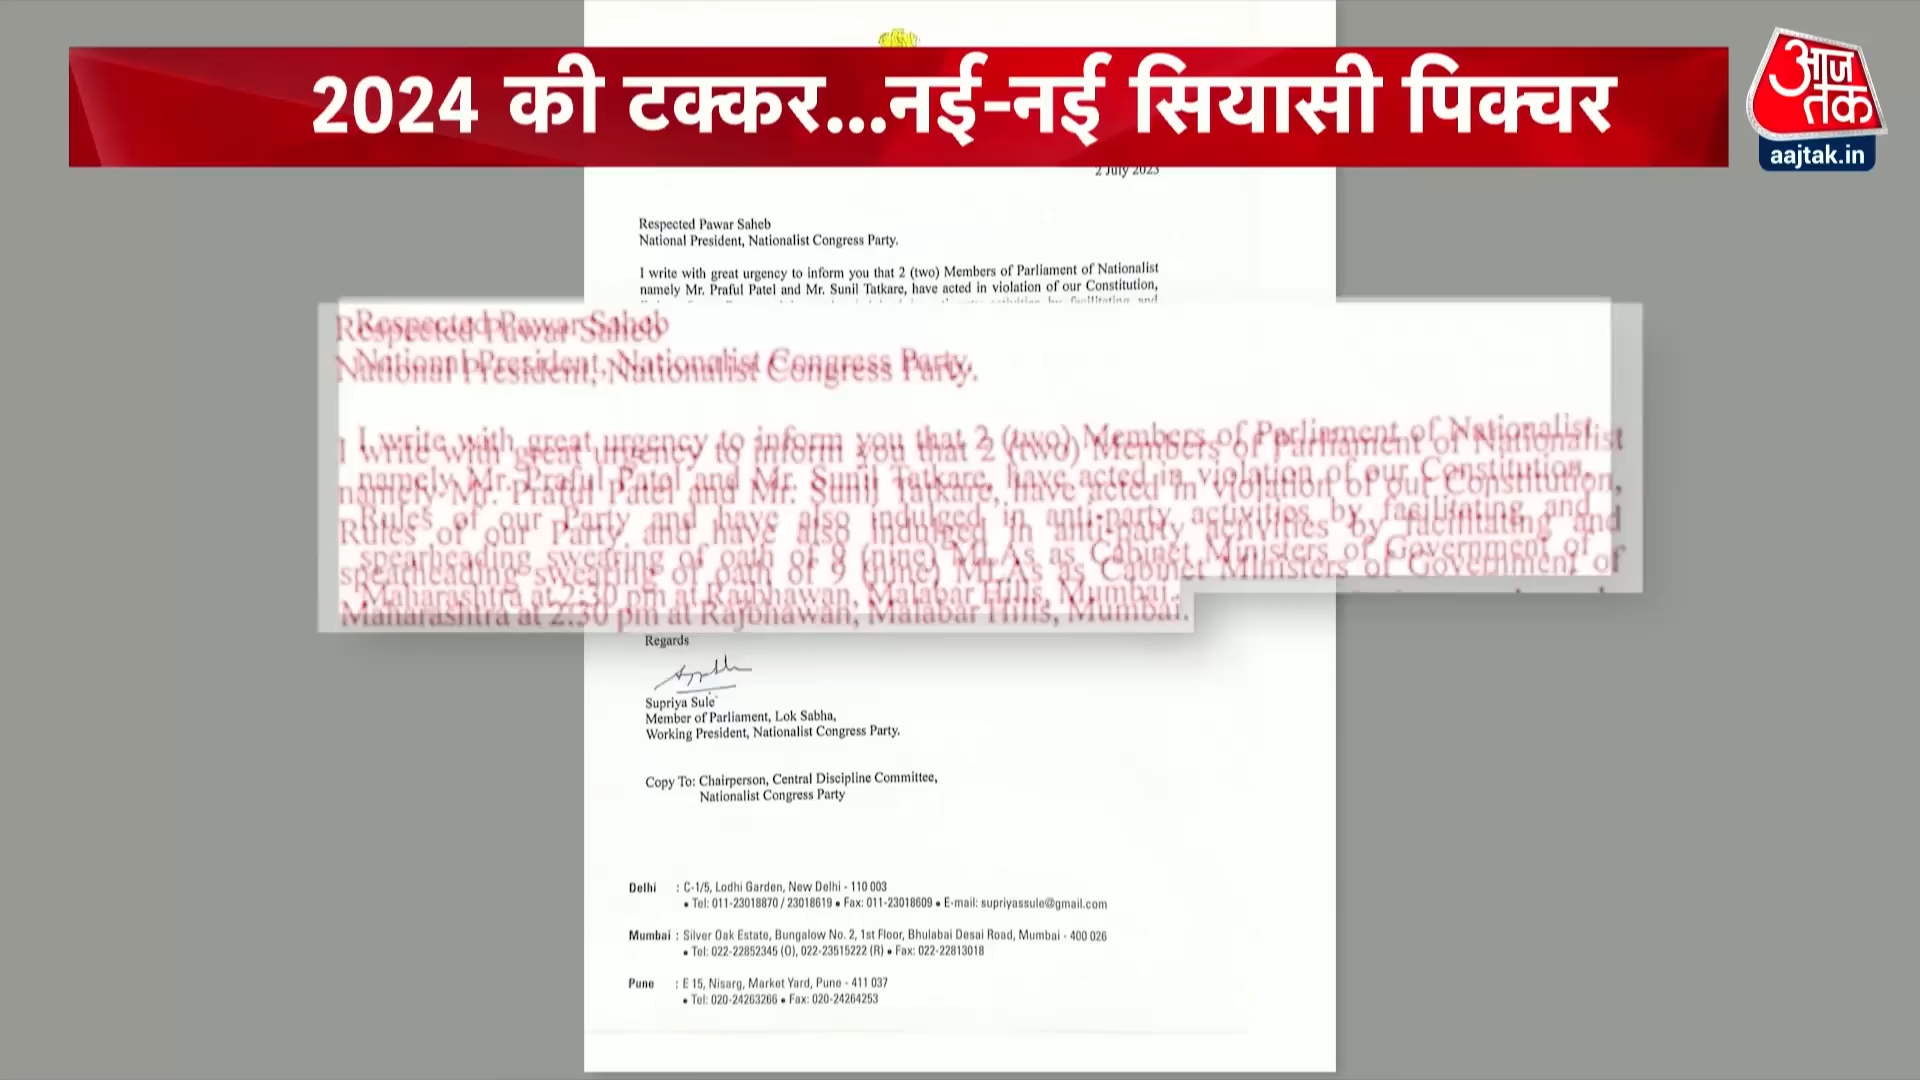 2024 की टक्कर...नई-नई सियासी पिक्चर
आज तक
aajtak.in
2 July 2023
Respected Pawar Saheb
National President, Nationalist Congress Party.
I write with great urgency to inform you that 2 (two) Members of Parliament of Nationalist
namely Mr. Praful Patel and Mr. Sunil Tatkare, have acted in violation of our Constitution,
Respected Pawar Saheb
National President, Nationalist Congress Party.
I write with great urgency to inform you that 2 (two) Members of Parliament of Nationalist
namely Mr. Praful Patel and Mr. Sunil Tatkare, have acted in violation of our Constitution,
Rules of our Party and have also indulged in anti-party activities by facilitating and
spearheading swearing of oath of 9 (nine) MLAs as Cabinet Ministers of Government of
Maharashtra at 2:30 pm at Rajbhawan, Malabar Hills, Mumbai.
Regards
Supriya Sule
Member of Parliament, Lok Sabha,
Working President, Nationalist Congress Party.
Copy To: Chairperson, Central Discipline Committee,
Nationalist Congress Party
Delhi : C-1/5, Lodhi Garden, New Delhi - 110 003
• Tel: 011-23018870 / 23018619 • Fax: 011-23018609 • E-mail: supriyassule@gmail.com
Mumbai : Silver Oak Estate, Bungalow No. 2, 1st Floor, Bhulabai Desai Road, Mumbai - 400 026
• Tel: 022-22852345 (O), 022-23515222 (R) • Fax: 022-22813018
Pune : E 15, Nisarg, Market Yard, Pune - 411 037
• Tel: 020-24263266 • Fax: 020-24264253